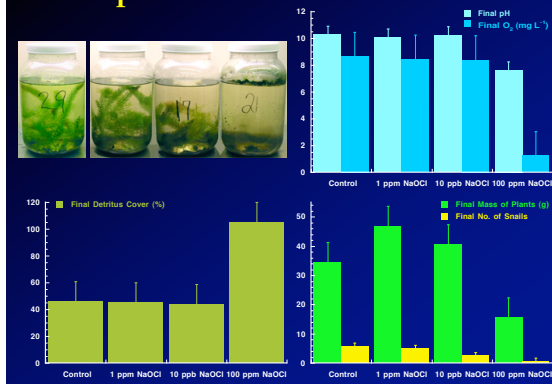 29
19
21
Final pH
Final O₂ (mg L⁻¹)
12
10
8
6
4
2
0
Control
1 ppm NaOCl
10 ppb NaOCl
100 ppm NaOCl
Final Detritus Cover (%)
120
100
80
60
40
20
0
Control
1 ppm NaOCl
10 ppb NaOCl
100 ppm NaOCl
Final Mass of Plants (g)
Final No. of Snails
50
40
30
20
10
0
Control
1 ppm NaOCl
10 ppb NaOCl
100 ppm NaOCl